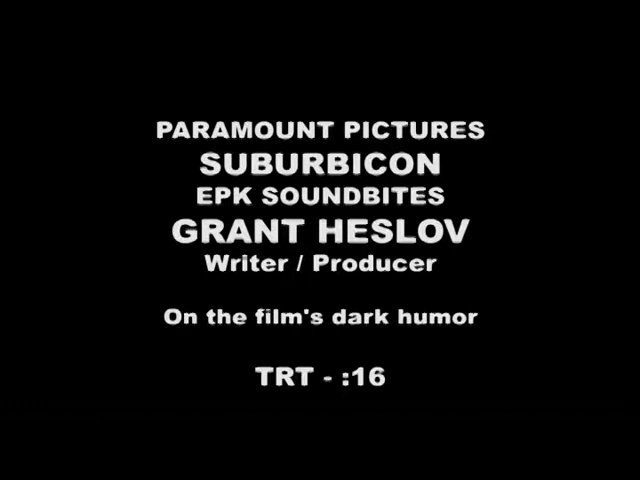 PARAMOUNT PICTURES
SUBURBICON
EPK SOUNDBITES
GRANT HESLOV
Writer / Producer
On the film's dark humor
TRT - :16